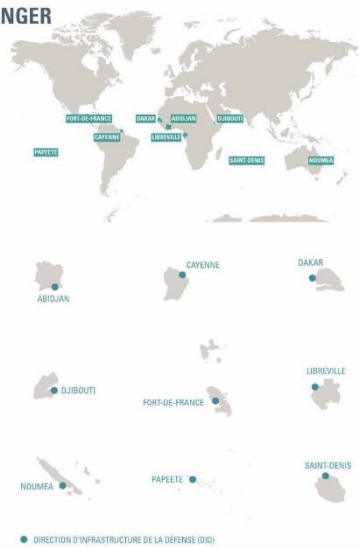 NGER
FORT-DE-FRANCE
DAKAR
ABIDJAN
DJIBOUTI
CAYENNE
LIBREVILLE
PAPEETE
SAINT-DENIS
NOUMEA
CAYENNE
DAKAR
ABIDJAN
LIBREVILLE
DJIBOUTI
FORT-DE-FRANCE
SAINT-DENIS
NOUMEA
PAPEETE
DIRECTION D'INFRASTRUCTURE DE LA DÉFENSE (DID)